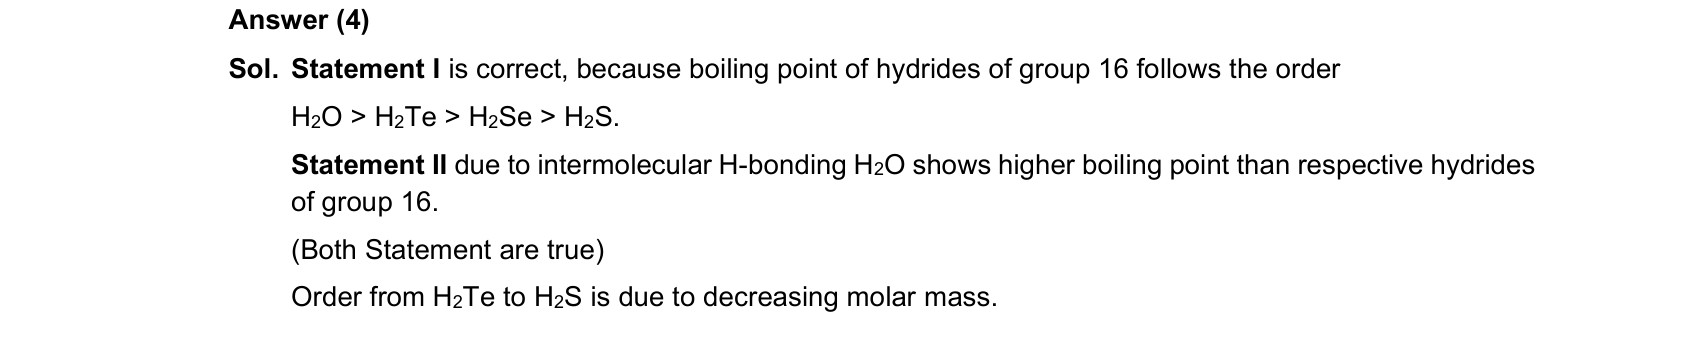 Answer (4)
Sol. Statement I is correct, because boiling point of hydrides of group 16 follows the order
H₂O > H₂Te > H₂Se > H₂S.
Statement II due to intermolecular H-bonding H₂O shows higher boiling point than respective hydrides
of group 16.
(Both Statement are true)
Order from H₂Te to H₂S is due to decreasing molar mass.